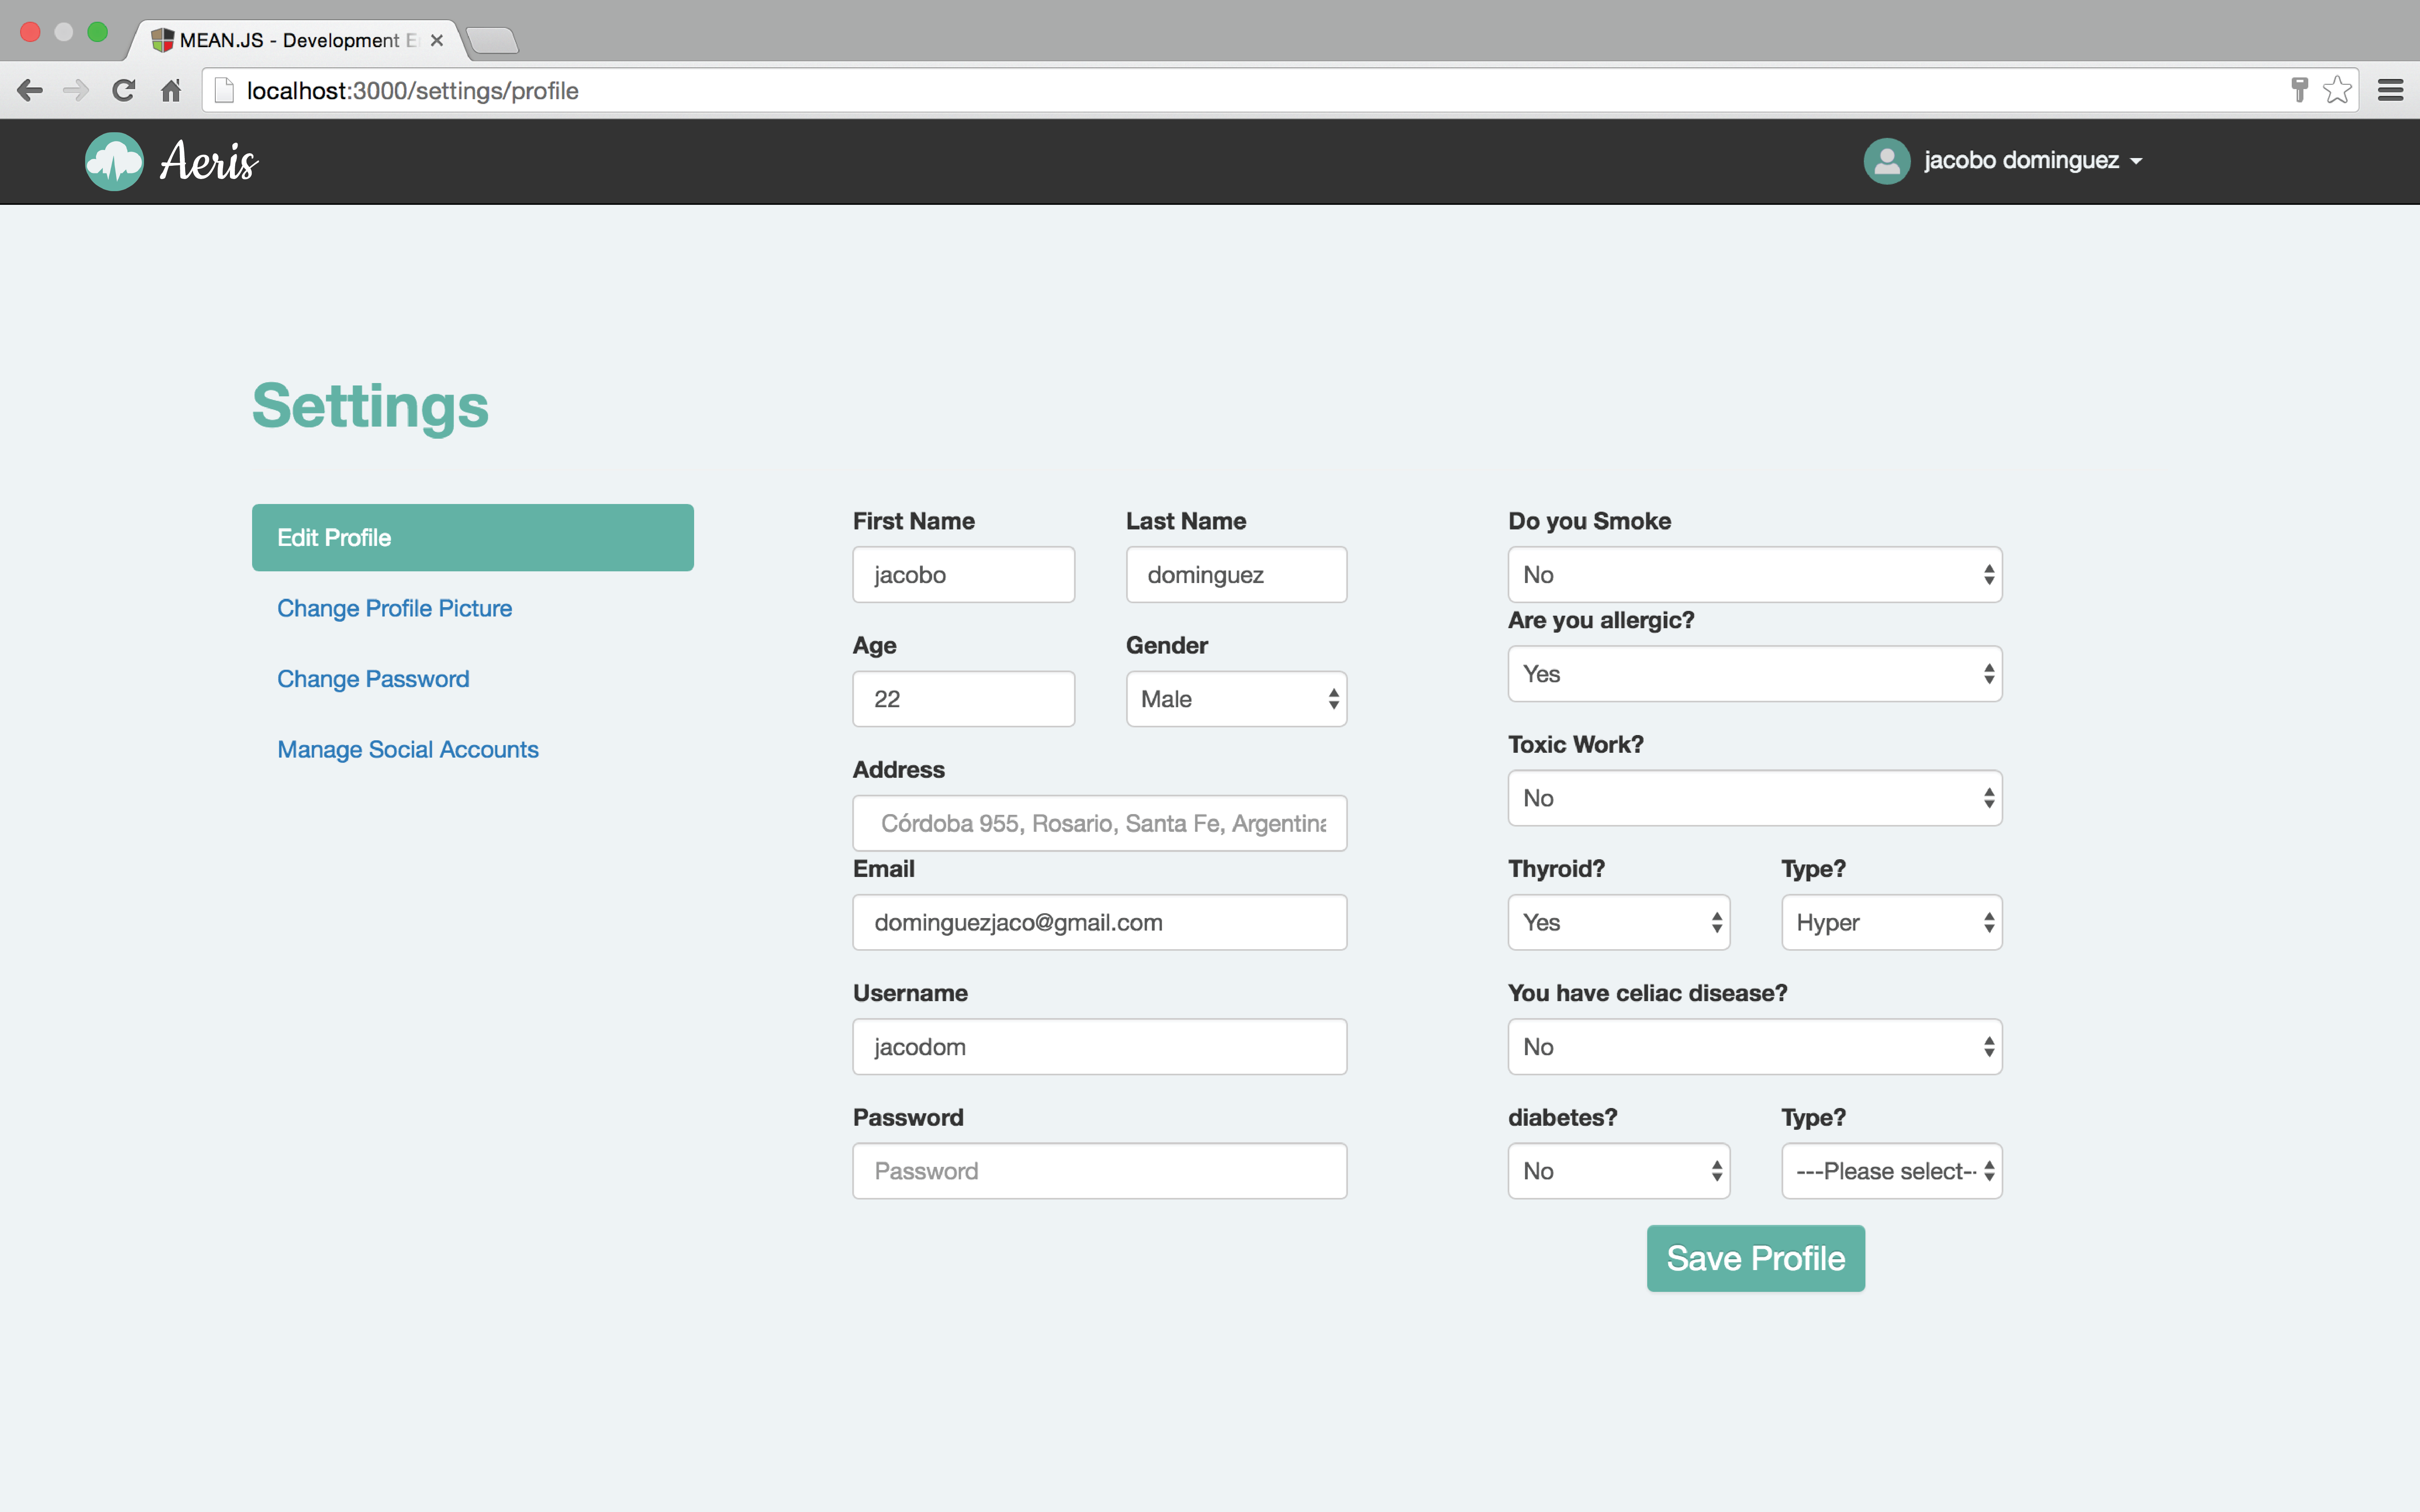 MEAN.JS - Development E
localhost:3000/settings/profile
Aeris
jacobo dominguez
Settings
Edit Profile
Change Profile Picture
Change Password
Manage Social Accounts
First Name
Last Name
jacobo
dominguez
Age
Gender
22
Male
Address
Córdoba 955, Rosario, Santa Fe, Argentina
Email
dominguezjaco@gmail.com
Username
jacodom
Password
Password
Do you Smoke
No
Are you allergic?
Yes
Toxic Work?
No
Thyroid?
Type?
Yes
Hyper
You have celiac disease?
No
diabetes?
Type?
No
---Please select--
Save Profile